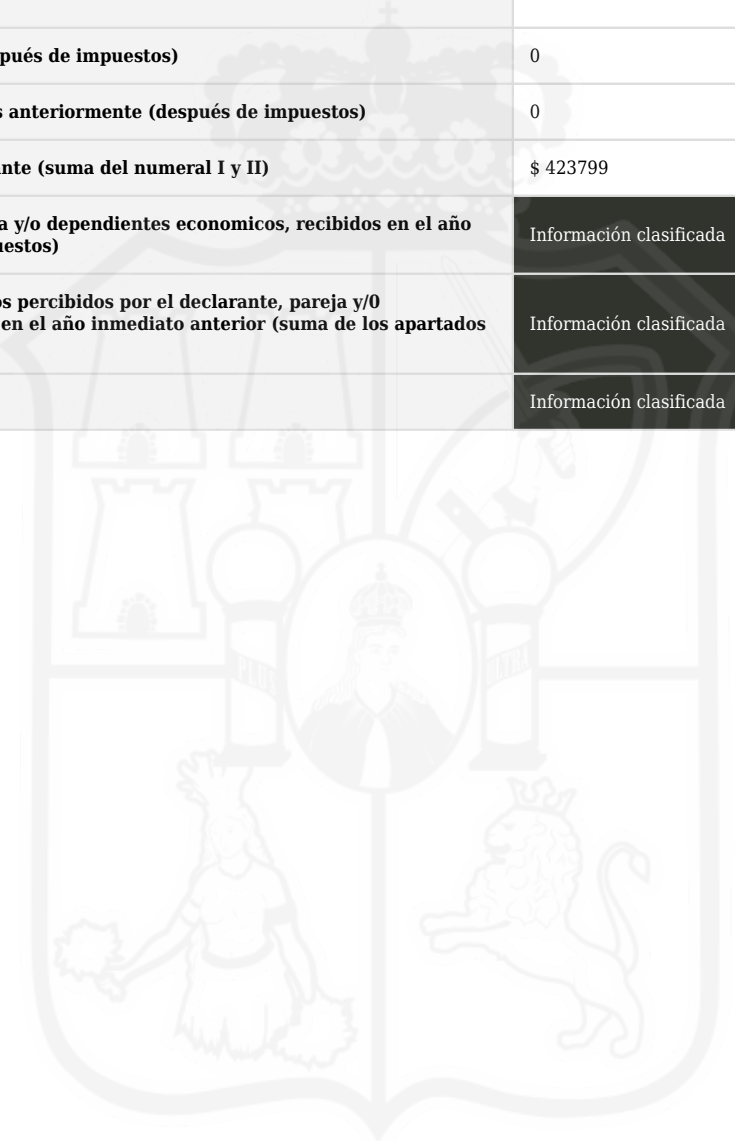 pués de impuestos)
0
s anteriormente (después de impuestos)
0
nte (suma del numeral I y II)
$ 423799
a y/o dependientes economicos, recibidos en el año
uestos)
Información clasificada
os percibidos por el declarante, pareja y/0
en el año inmediato anterior (suma de los apartados
Información clasificada
Información clasificada
PLUS